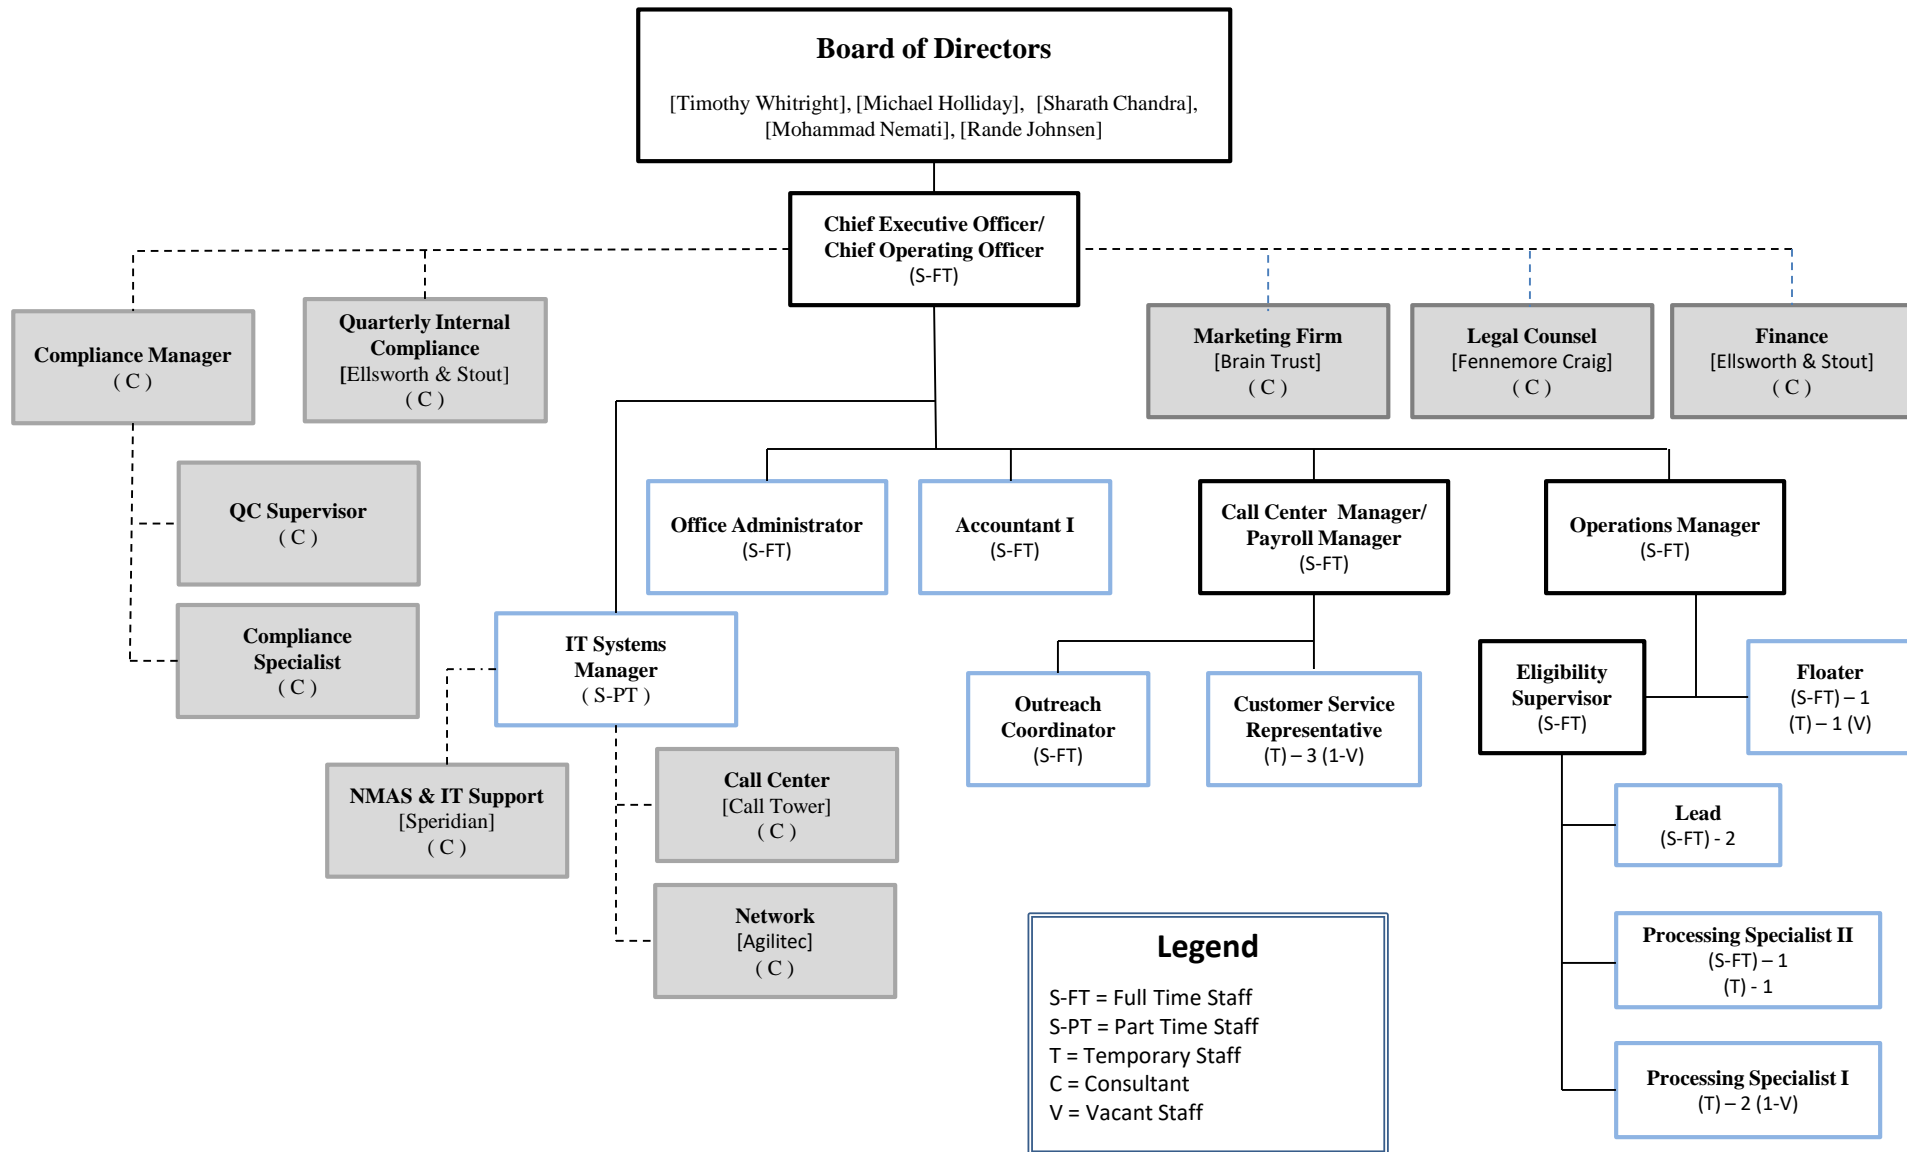 Board of Directors
[Timothy Whitright], [Michael Holliday], [Sharath Chandra],
[Mohammad Nemati], [Rande Johnsen]
Chief Executive Officer/
Chief Operating Officer
(S-FT)
Compliance Manager
( C )
Quarterly Internal
Compliance
[Ellsworth & Stout]
( C )
Marketing Firm
[Brain Trust]
( C )
Legal Counsel
[Fennemore Craig]
( C )
Finance
[Ellsworth & Stout]
( C )
QC Supervisor
( C )
Compliance
Specialist
( C )
Office Administrator
(S-FT)
Accountant I
(S-FT)
Call Center Manager/
Payroll Manager
(S-FT)
Operations Manager
(S-FT)
IT Systems
Manager
( S-PT )
Outreach
Coordinator
(S-FT)
Customer Service
Representative
(T) – 3 (1-V)
Eligibility
Supervisor
(S-FT)
Floater
(S-FT) – 1
(T) – 1 (V)
NMAS & IT Support
[Speridian]
( C )
Call Center
[Call Tower]
( C )
Network
[Agilitec]
( C )
Lead
(S-FT) - 2
Processing Specialist II
(S-FT) – 1
(T) - 1
Processing Specialist I
(T) – 2 (1-V)
Legend
S-FT = Full Time Staff
S-PT = Part Time Staff
T = Temporary Staff
C = Consultant
V = Vacant Staff